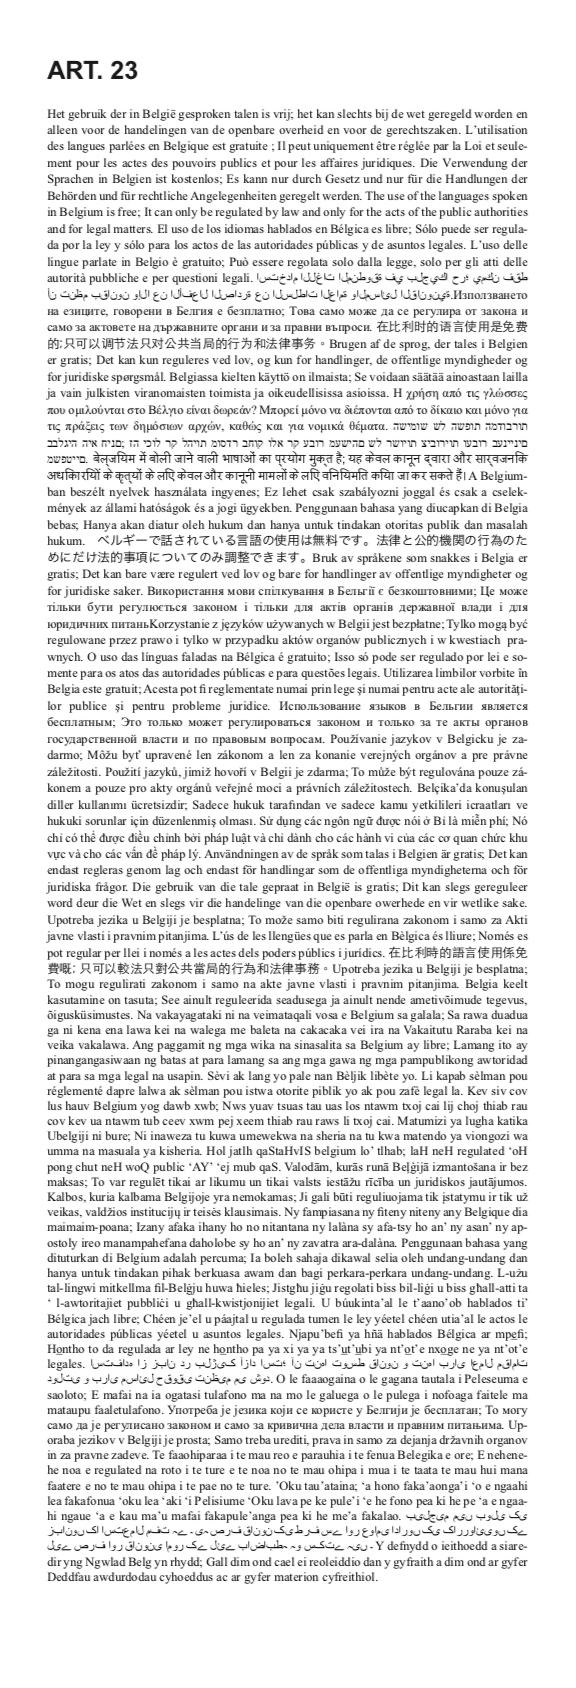 ART. 23
Het gebruik der in België gesproken talen is vrij; het kan slechts bij de wet geregeld worden en
alleen voor de handelingen van de openbare overheid en voor de gerechtszaken. L’utilisation
des langues parlées en Belgique est gratuite ; Il peut uniquement être réglée par la Loi et seule-
ment pour les actes des pouvoirs publics et pour les affaires juridiques. Die Verwendung der
Sprachen in Belgien ist kostenlos; Es kann nur durch Gesetz und nur für die Handlungen der
Behörden und für rechtliche Angelegenheiten geregelt werden. The use of the languages spoken
in Belgium is free; It can only be regulated by law and only for the acts of the public authorities
and for legal matters. El uso de los idiomas hablados en Bélgica es libre; Sólo puede ser regula-
da por la ley y sólo para los actos de las autoridades públicas y de asuntos legales. L’uso delle
lingue parlate in Belgio è gratuito; Può essere regolata solo dalla legge, solo per gli atti delle
autorità pubbliche e per questioni legali.
Използването
на езиците, говорени в Белгия е безплатно; Това само може да се регулира от закона и
само за актовете на държавните органи и за правни въпроси. 在比利时的语言使用是免费
的;只可以调节法只对公共当局的行为和法律事务。Brugen af de sprog, der tales i Belgien
er gratis; Det kan kun reguleres ved lov, og kun for handlinger, de offentlige myndigheder og
for juridiske spørgsmål. Belgiassa kielten käyttö on ilmaista; Se voidaan säätää ainoastaan lailla
ja vain julkisten viranomaisten toimista ja oikeudellisissa asioissa. Η χρήση από τις γλώσσες
που ομιλούνται στο Βέλγιο είναι δωρεάν? Μπορεί μόνο να διέπονται από το δίκαιο και μόνο για
τις πράξεις των δημόσιων αρχών, καθώς και για νομικά θέματα.
A Belgium-
ban beszélt nyelvek használata ingyenes; Ez lehet csak szabályozni joggal és csak a cselek-
mények az állami hatóságok és a jogi ügyekben. Penggunaan bahasa yang diucapkan di Belgia
bebas; Hanya akan diatur oleh hukum dan hanya untuk tindakan otoritas publik dan masalah
hukum. ベルギーで話されている言語の使用は無料です。法律と公的機関の行為のた
めにだけ法的事項についてのみ調整できます。Bruk av språkene som snakkes i Belgia er
gratis; Det kan bare være regulert ved lov og bare for handlinger av offentlige myndigheter og
for juridiske saker. Використання мови спілкування в Бельгії є безкоштовними; Це може
тільки бути регулюється законом і тільки для актів органів державної влади і для
юридичних питаньKorzystanie z języków używanych w Belgii jest bezpłatne; Tylko mogą być
regulowane przez prawo i tylko w przypadku aktów organów publicznych i w kwestiach pra-
wnych. O uso das línguas faladas na Bélgica é gratuito; Isso só pode ser regulado por lei e so-
mente para os atos das autoridades públicas e para questões legais. Utilizarea limbilor vorbite în
Belgia este gratuit; Acesta pot fi reglementate numai prin lege și numai pentru acte ale autorități-
lor publice și pentru probleme juridice. Использование языков в Бельгии является
бесплатным; Это только может регулироваться законом и только за те акты органов
государственной власти и по правовым вопросам. Používanie jazykov v Belgicku je za-
darmo; Môžu byť upravené len zákonom a len za konanie verejných orgánov a pre právne
záležitosti. Použití jazyků, jimiž hovoří v Belgii je zdarma; To může být regulována pouze zá-
konem a pouze pro akty orgánů veřejné moci a právních záležitostech. Belçika’da konuşulan
diller kullanımı ücretsizdir; Sadece hukuk tarafından ve sadece kamu yetkilileri icraatları ve
hukuki sorunlar için düzenlenmiş olması. Sử dụng các ngôn ngữ được nói ở Bỉ là miễn phí; Nó
chỉ có thể được điều chỉnh bởi pháp luật và chỉ dành cho các hành vi của các cơ quan chức khu
vực và cho các vấn đề pháp lý. Användningen av de språk som talas i Belgien är gratis; Det kan
endast regleras genom lag och endast för handlingar som de offentliga myndigheterna och för
juridiska frågor. Die gebruik van die tale gepraat in België is gratis; Dit kan slegs gereguleer
word deur die Wet en slegs vir die handelinge van die openbare owerhede en vir wetlike sake.
Upotreba jezika u Belgiji je besplatna; To može samo biti regulirana zakonom i samo za Akti
javne vlasti i pravnim pitanjima. L’ús de les llengües que es parla en Bèlgica és lliure; Només es
pot regular per llei i només a les actes dels poders públics i jurídics. 在比利時的語言使用係免
費嘅; 只可以較法只對公共當局的行為和法律事務。Upotreba jezika u Belgiji je besplatna;
To mogu regulirati zakonom i samo na akte javne vlasti i pravnim pitanjima. Belgia keelt
kasutamine on tasuta; See ainult reguleerida seadusega ja ainult nende ametivõimude tegevus,
õigusküsimustes. Na vakayagataki ni na veimataqali vosa e Belgium sa galala; Sa rawa duadua
ga ni kena ena lawa kei na walega me baleta na cakacaka vei ira na Vakaitutu Raraba kei na
veika vakalawa. Ang paggamit ng mga wika na sinasalita sa Belgium ay libre; Lamang ito ay
pinangangasiwaan ng batas at para lamang sa ang mga gawa ng mga pampublikong awtoridad
at para sa mga legal na usapin. Sèvi ak lang yo pale nan Bèljik libète yo. Li kapab sèlman pou
réglementé dapre lalwa ak sèlman pou istwa otorite piblik yo ak pou zafè legal la. Kev siv cov
lus hauv Belgium yog dawb xwb; Nws yuav tsuas tau uas los ntawm txoj cai lij choj thiab rau
cov kev ua ntawm tub ceev xwm pej xeem thiab rau raws li txoj cai. Matumizi ya lugha katika
Ubelgiji ni bure; Ni inaweza tu kuwa umewekwa na sheria na tu kwa matendo ya viongozi wa
umma na masuala ya kisheria. Hol jatlh qaStaHvIS belgium lo’ tlhab; laH neH regulated ‘oH
pong chut neH woQ public ‘AY’ ‘ej mub qaS. Valodām, kurās runā Beļģijā izmantošana ir bez
maksas; To var regulēt tikai ar likumu un tikai valsts iestāžu rīcība un juridiskos jautājumos.
Kalbos, kuria kalbama Belgijoje yra nemokamas; Ji gali būti reguliuojama tik įstatymu ir tik už
veikas, valdžios institucijų ir teisės klausimais. Ny fampiasana ny fiteny niteny any Belgique dia
maimaim-poana; Izany afaka ihany ho no nitantana ny lalàna sy afa-tsy ho an’ ny asan’ ny ap-
ostoly ireo manampahefana daholobe sy ho an’ ny zavatra ara-dalàna. Penggunaan bahasa yang
dituturkan di Belgium adalah percuma; Ia boleh sahaja dikawal selia oleh undang-undang dan
hanya untuk tindakan pihak berkuasa awam dan bagi perkara-perkara undang-undang. L-użu
tal-lingwi mitkellma fil-Belġju huwa ħieles; Jistgħu jiġu regolati biss bil-liġi u biss għall-atti ta
‘ l-awtoritajiet pubbliċi u għall-kwistjonijiet legali. U búukinta’al le t’aano’ob hablados ti’
Bélgica jach libre; Chéen je’el u páajtal u regulada tumen le ley yéetel chéen utia’al le actos le
autoridades públicas yéetel u asuntos legales. Njapu’befi ya hñä hablados Bélgica ar mpefi;
Hontho to da regulada ar ley ne hontho pa ya xi ya ya ts’ut’ubi ya nt’ot’e nxoge ne ya nt’ot’e
legales.
O le faaaogaina o le gagana tautala i Peleseuma e
saoloto; E mafai na ia ogatasi tulafono ma na mo le galuega o le pulega i nofoaga faitele ma
mataupu faaletulafono. Употреба је језика који се користе у Белгији је бесплатан; То могу
само да је регулисано законом и само за кривична дела власти и правним питањима. Up-
oraba jezikov v Belgiji je prosta; Samo treba urediti, prava in samo za dejanja državnih organov
in za pravne zadeve. Te faaohiparaa i te mau reo e parauhia i te fenua Belegika e ore; E nehene-
he noa e regulated na roto i te ture e te noa no te mau ohipa i mua i te taata te mau hui mana
faatere e no te mau ohipa i te pae no te ture. ’Oku tau’ataina; ‘a hono faka’aonga’i ‘o e ngaahi
lea fakafonua ‘oku lea ‘aki ‘i Pelisiume ‘Oku lava pe ke pule’i ‘e he fono pea ki he pe ‘a e ngaa-
hi ngaue ‘a e kau ma’u mafai fakapule’anga pea ki he me’a fakalao.
Y defnydd o ieithoedd a siare-
dir yng Ngwlad Belg yn rhydd; Gall dim ond cael ei reoleiddio dan y gyfraith a dim ond ar gyfer
Deddfau awdurdodau cyhoeddus ac ar gyfer materion cyfreithiol.